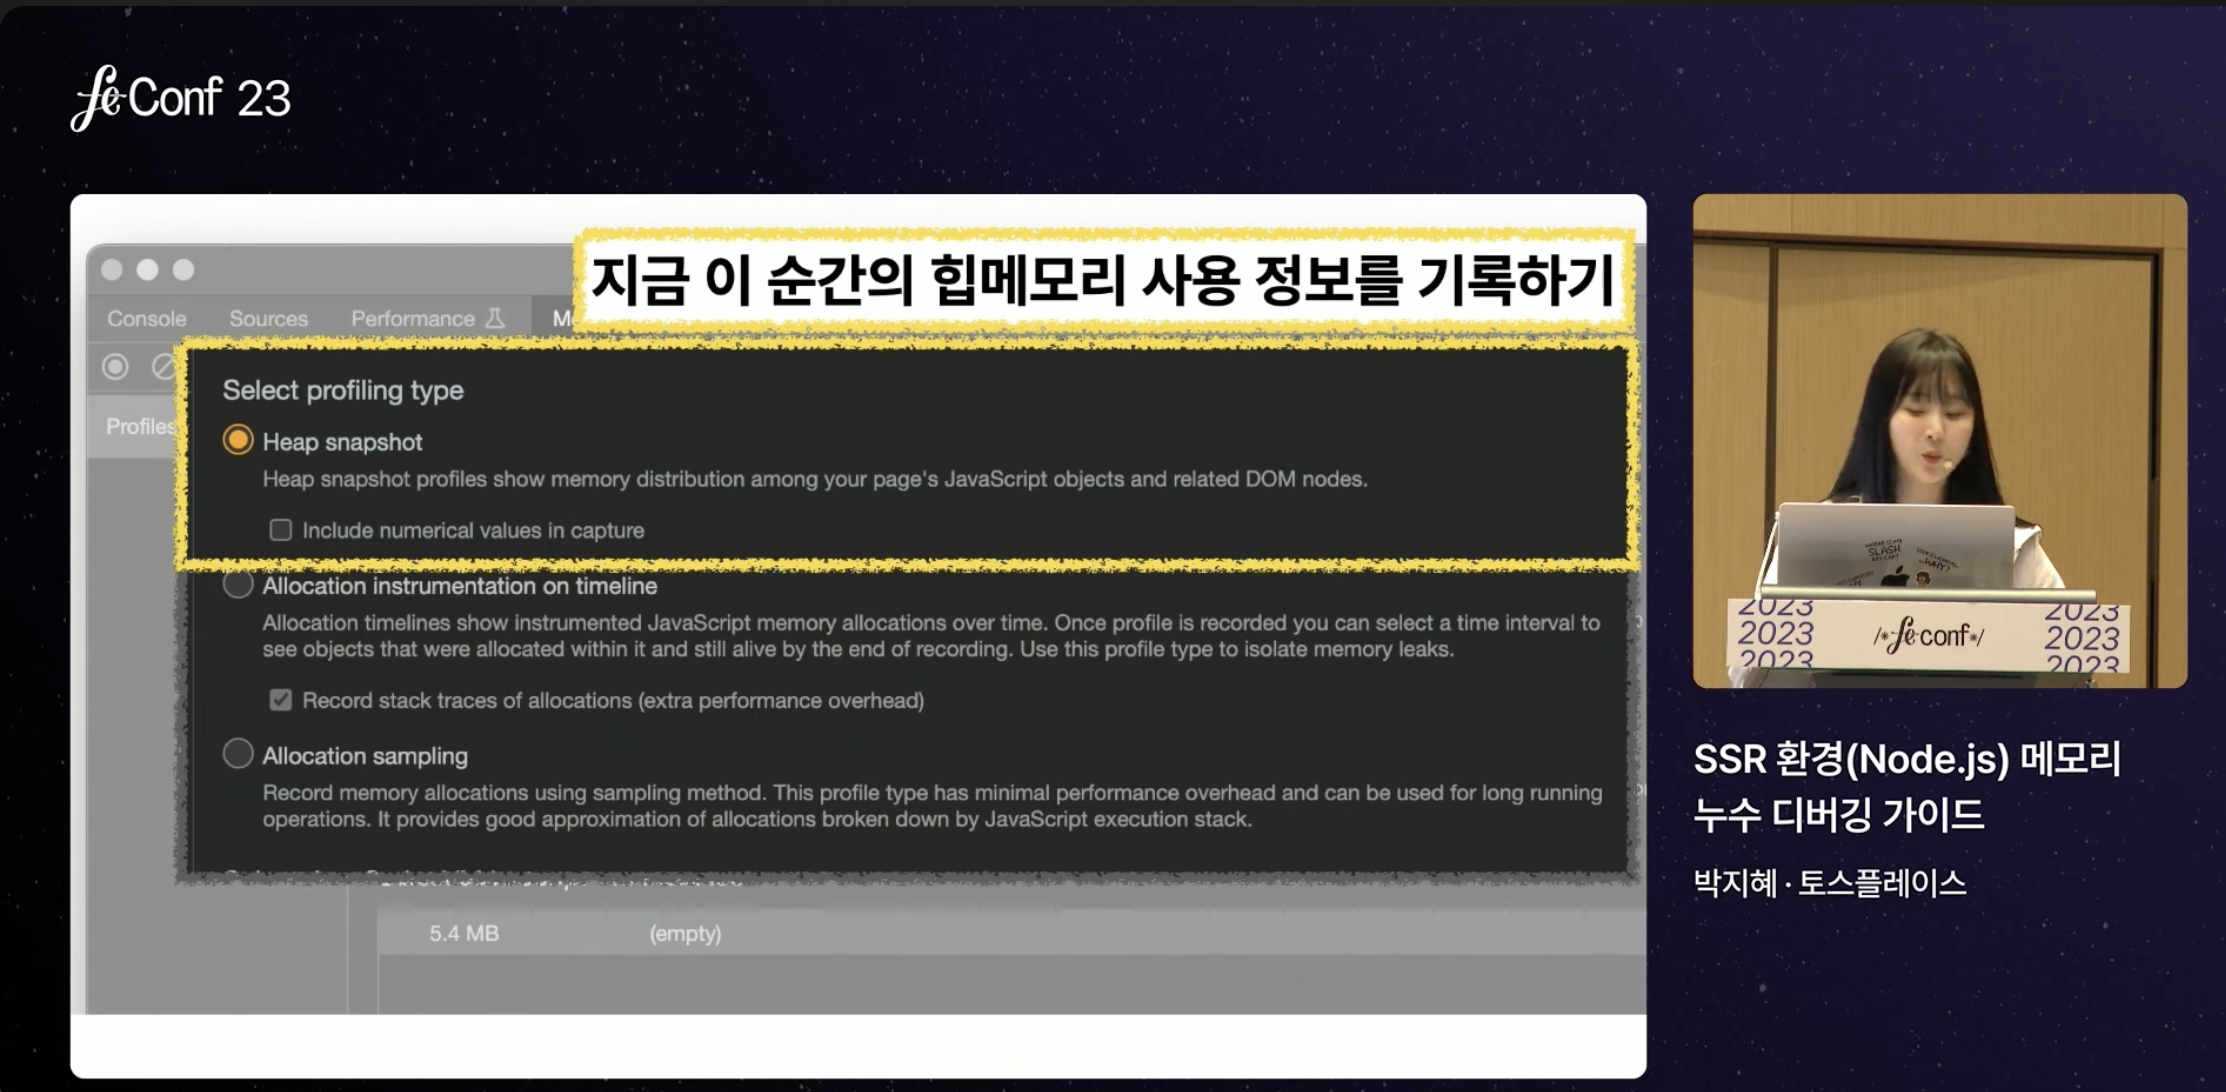 feConf 23
지금 이 순간의 힙메모리 사용 정보를 기록하기
Console Sources Performance
Profiles
Select profiling type
Heap snapshot
Heap snapshot profiles show memory distribution among your page's JavaScript objects and related DOM nodes.
Include numerical values in capture
Allocation instrumentation on timeline
Allocation timelines show instrumented JavaScript memory allocations over time. Once profile is recorded you can select a time interval to
see objects that were allocated within it and still alive by the end of recording. Use this profile type to isolate memory leaks.
Record stack traces of allocations (extra performance overhead)
Allocation sampling
Record memory allocations using sampling method. This profile type has minimal performance overhead and can be used for long running
operations. It provides good approximation of allocations broken down by JavaScript execution stack.
5.4 MB (empty)
SLASH
WHY?
2023 2023
2023 /*feconf*/ 2023
2023 2023
SSR 환경(Node.js) 메모리
누수 디버깅 가이드
박지혜 · 토스플레이스